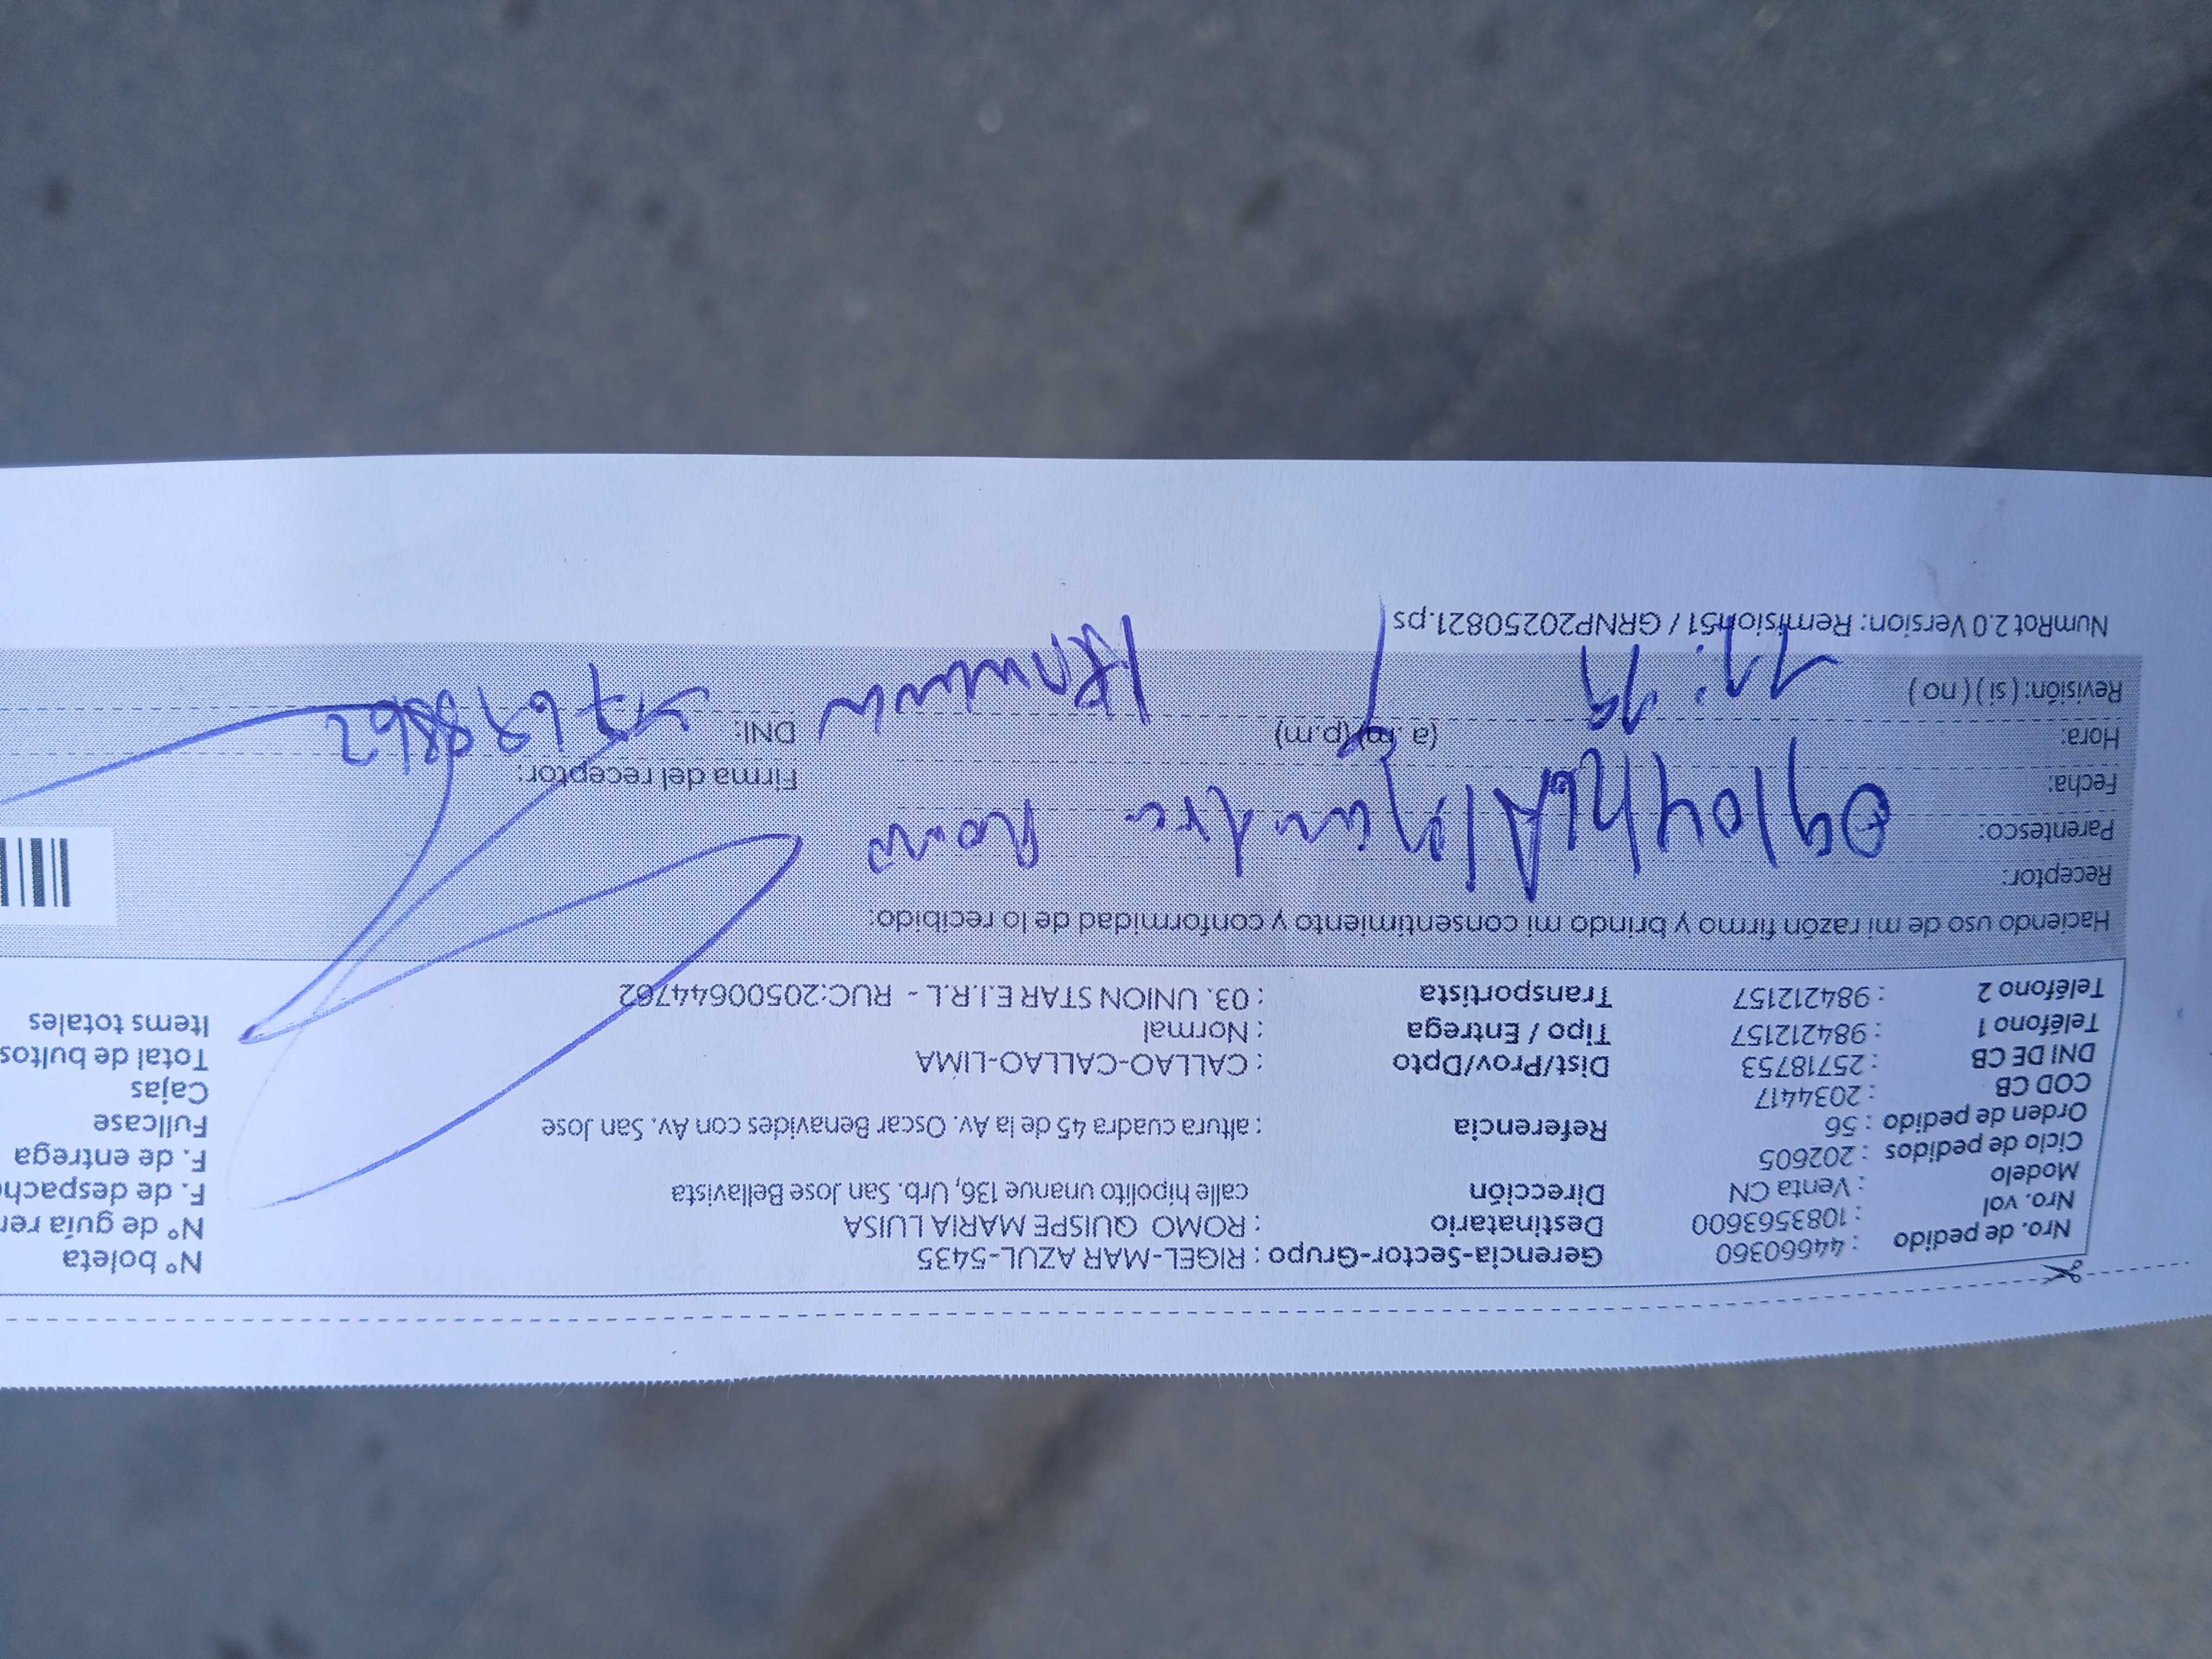 Nro. de pedido : 44660360 Gerencia-Sector-Grupo : RIGEL-MAR AZUL-5435 N° boleta
Nro. vol : 1083563600 Destinatario : ROMO QUISPE MARIA LUISA N° de guía rer
Modelo : Venta CN Dirección calle hipólito unanue 136, Urb. San Jose Bellavista F. de despacho
Ciclo de pedidos : 202605 F. de entrega
Orden de pedido : 56 Referencia : altura cuadra 45 de la Av. Oscar Benavides con Av. San Jose Fullcase
COD CB : 2034417 Cajas
DNI DE CB : 25718753 Dist/Prov/Dpto : CALLAO-CALLAO-LIMA Total de bultos
Teléfono 1 : 984212157 Tipo / Entrega : Normal Items totales
Teléfono 2 : 984212157 Transportista : 03. UNION STAR E.I.R.L - RUC:20500644762
Haciendo uso de mi razón firmo y brindo mi consentimiento y conformidad de lo recibido:
Receptor:
Parentesco: Romo
Fecha: Firma del receptor:
Hora: (a. m) (p.m) DNI:
Revisión: ( si ) ( no ) 11:19
NumRot 2.0 Version: Remision51 / GRNP20250821.ps